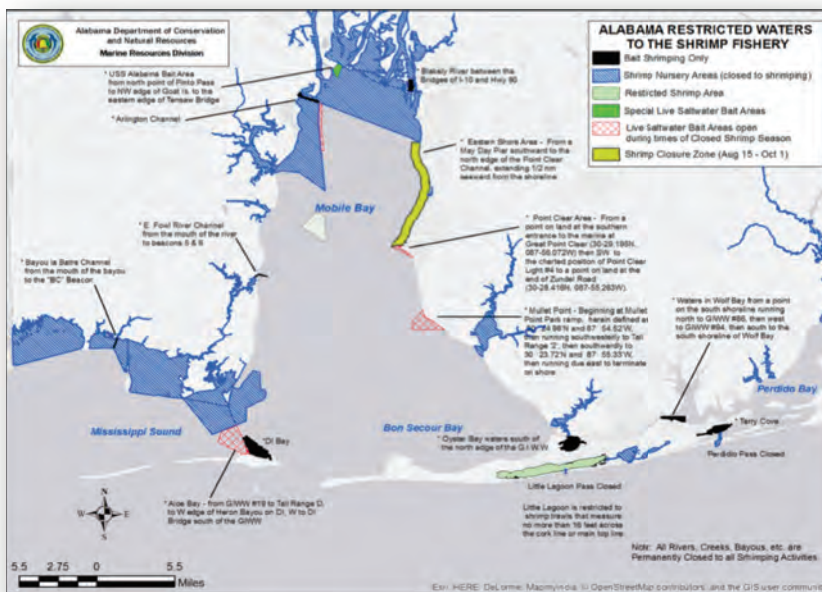 Alabama Department of Conservation
and Natural Resources
Marine Resources Division
ALABAMA RESTRICTED WATERS
TO THE SHRIMP FISHERY
Bait Shrimping Only
Shrimp Nursery Areas (closed to shrimping)
Restricted Shrimp Area
Special Live Saltwater Bait Areas
Live Saltwater Bait Areas open
during times of Closed Shrimp Season
Shrimp Closure Zone (Aug 15 - Oct 1)
* USS Alabama Bait Area
from north point of Pinto Pass
to NW edge of Goat Is. to the
eastern edge of Tensaw Bridge
Blakely River between the
Bridges of I-10 and Hwy 90
* Arlington Channel
* Eastern Shore Area - From a
May Day Pier southward to the
north edge of the Point Clear
Channel, extending 1/2 nm
seaward from the shoreline
Mobile Bay
* Point Clear Area - From a
point on land at the southern
entrance to the marina at
Great Point Clear
then SW to
the charted position of Point Clear
Light #4 to a point on land at the
end of Zundel Road
* E. Fowl River Channel
from the mouth of the river
to beacons 5 & 6
* Bayou la Batre Channel
from the mouth of the bayou
to the "BC" Beacon
* Mullet Point - Beginning at Mullet
Point Park ramp, herein defined at
then running southwesterly to Tall
Range '2', then southwardly to
then running due east to terminate
on shore
* Waters in Wolf Bay from a point
on the south shoreline running
north to GIWW #86, then west
to GIWW #84, then south to the
south shoreline of Wolf Bay
Perdido Bay
Mississippi Sound
*DI Bay
Bon Secour Bay
* Oyster Bay waters south of
the north edge of the G.I.W.W
* Terry Cove
Perdido Pass Closed
* Aloe Bay - from GIWW #19 to Tall Range D,
to W edge of Heron Bayou on DI, W to DI
Bridge south of the GIWW
Little Lagoon Pass Closed
Little Lagoon is restricted to
shrimp trawls that measure
no more than 16 feet across
the cork line or main top line
Note: All Rivers, Creeks, Bayous, etc. are
Permanently Closed to all Srhimping Activities.
N
W E
S
5.5 2.75 0 5.5
Miles
Esri, HERE, DeLorme, MapmyIndia, © OpenStreetMap contributors, and the GIS user community